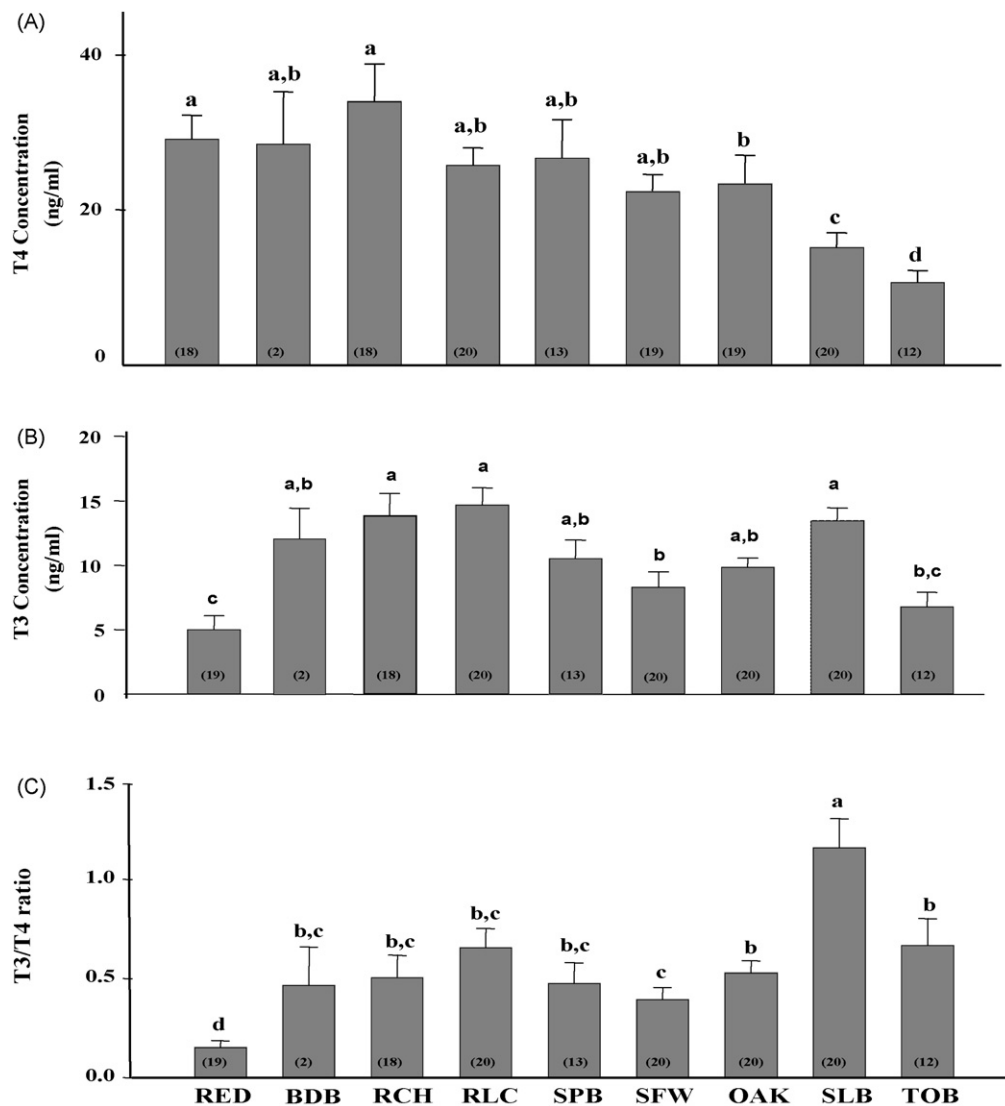 (A)
T4 Concentration
(ng/ml)
40
20
0
a
a,b
a
a,b
a,b
a,b
b
c
d
(18)
(2)
(18)
(20)
(13)
(19)
(19)
(20)
(12)
(B)
T3 Concentration
(ng/ml)
20
15
10
5
0
c
a,b
a
a
a,b
b
a,b
a
b,c
(19)
(2)
(18)
(20)
(13)
(20)
(20)
(20)
(12)
(C)
T3/T4 ratio
1.5
1.0
0.5
0.0
d
b,c
b,c
b,c
b,c
c
b
a
b
(19)
(2)
(18)
(20)
(13)
(20)
(20)
(20)
(12)
RED BDB RCH RLC SPB SFW OAK SLB TOB